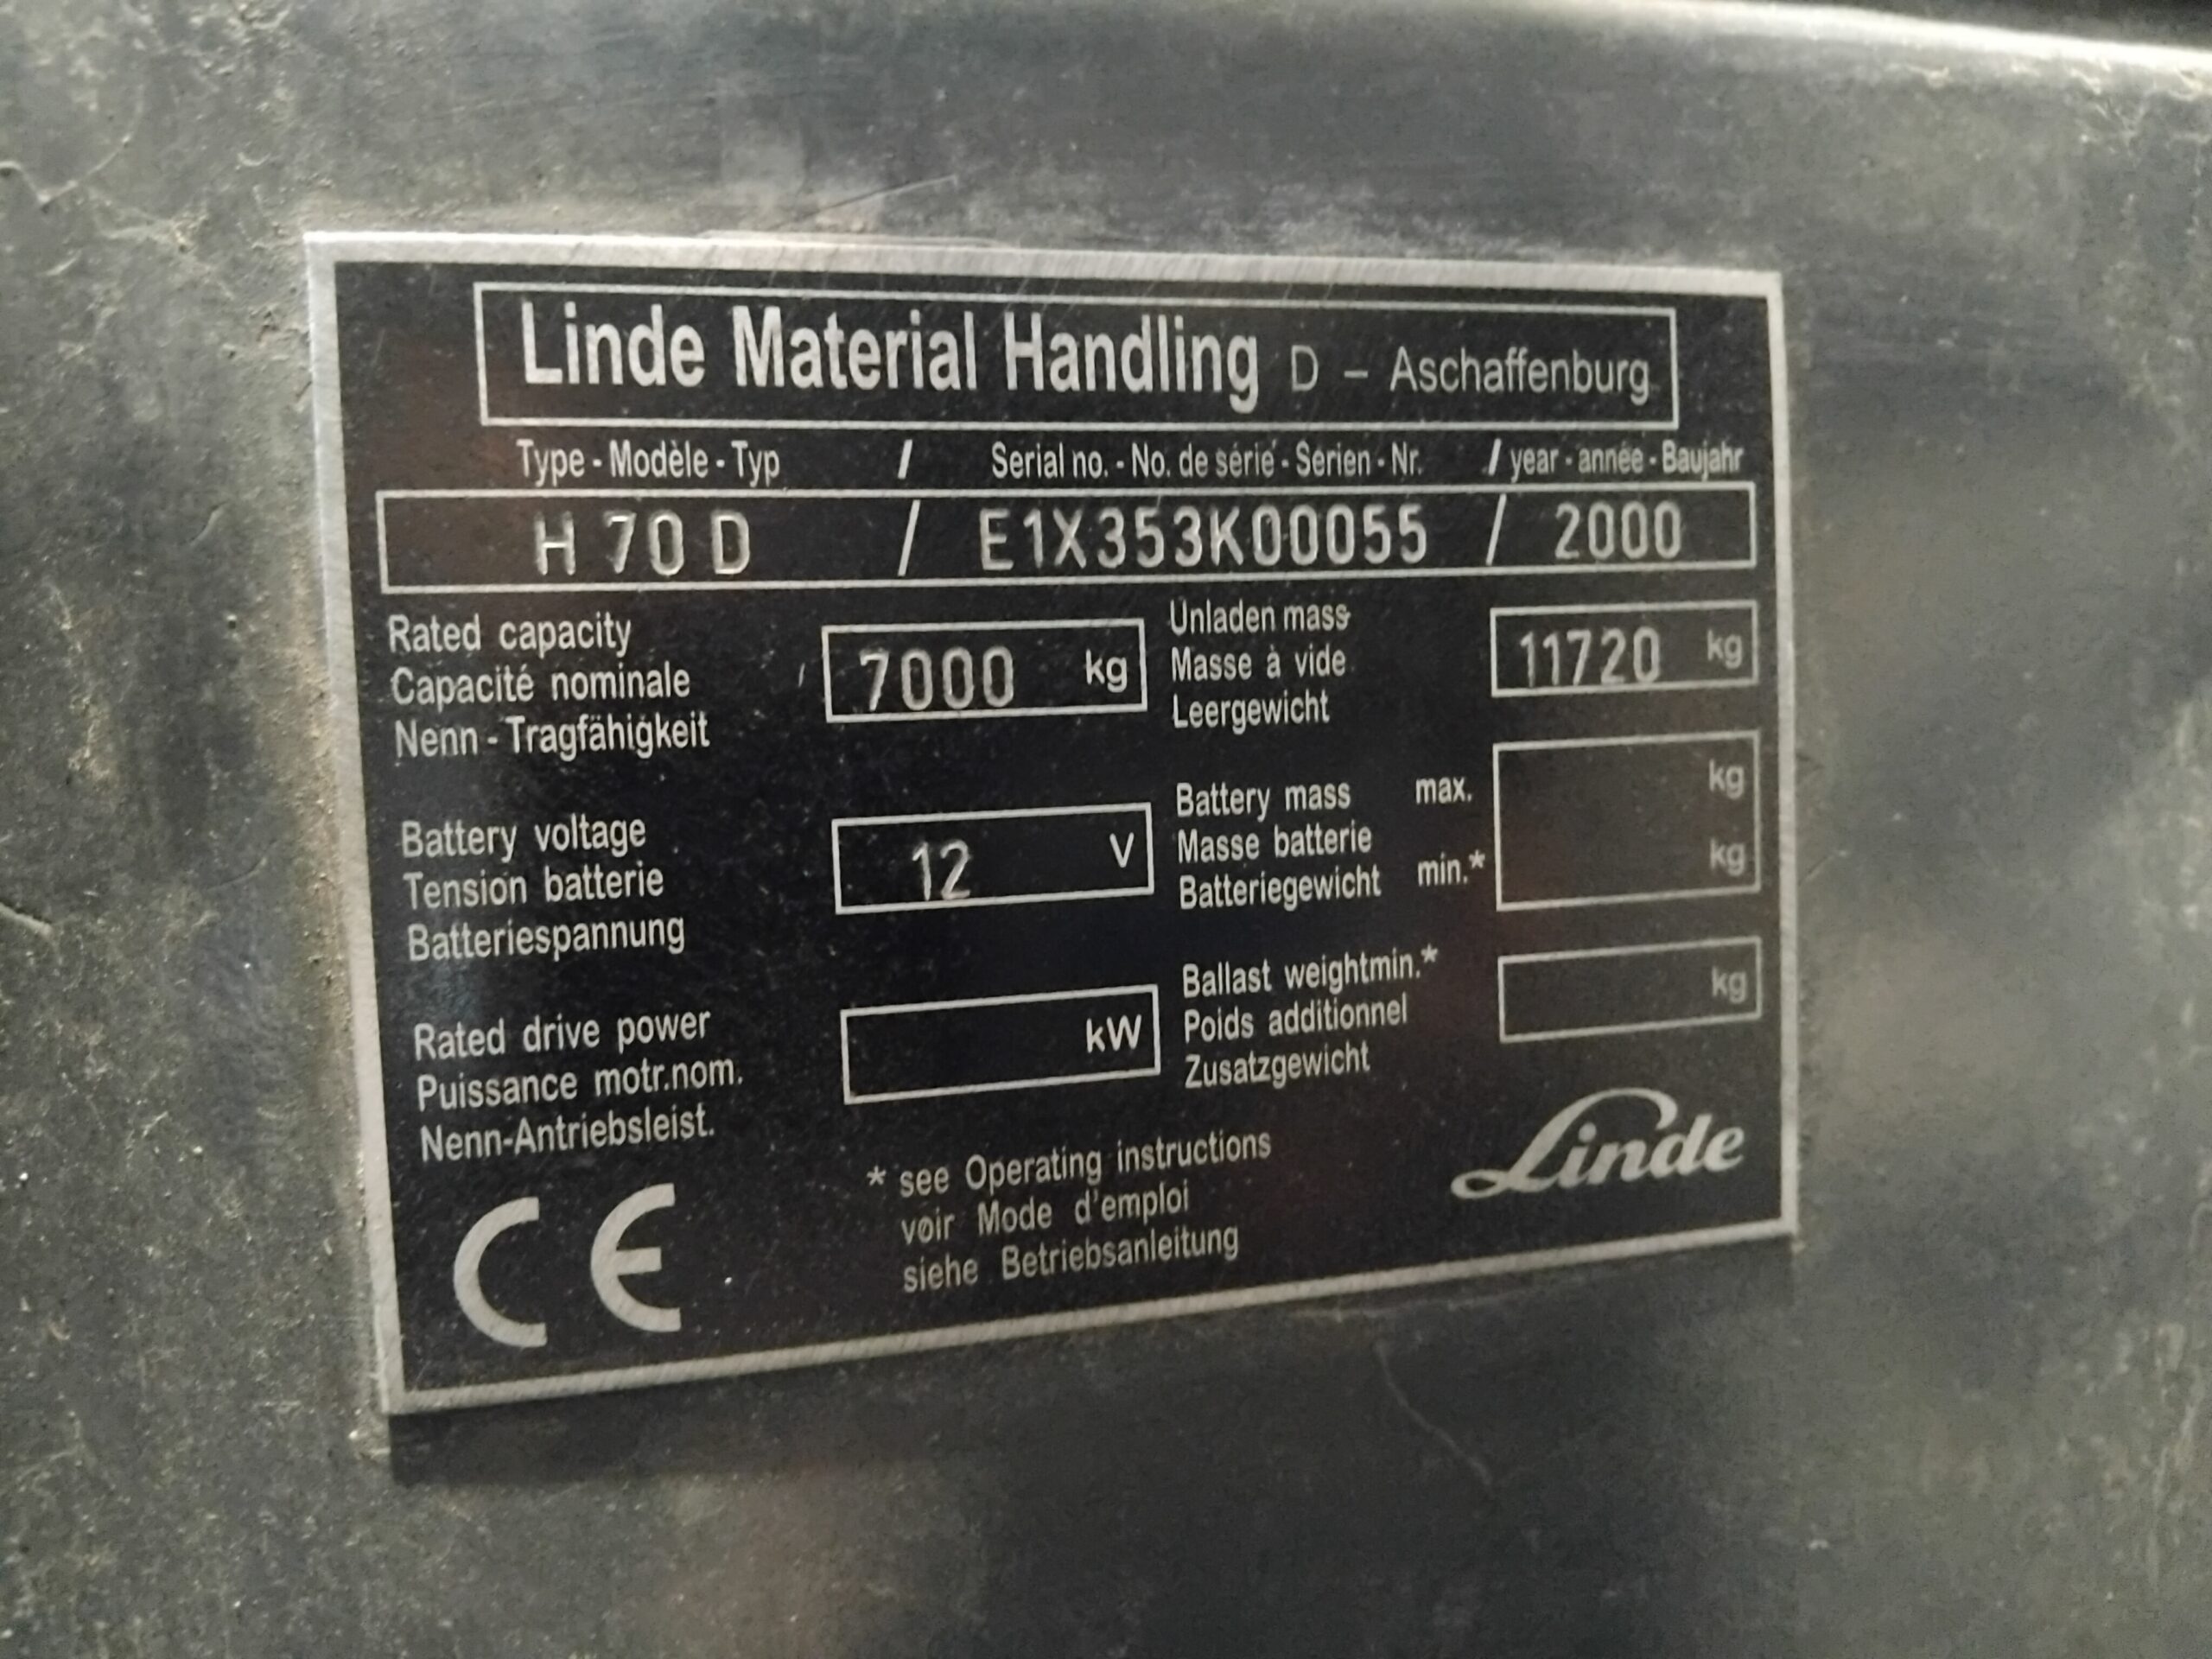 Linde Material Handling D – Aschaffenburg
Type - Modèle - Typ / Serial no. - No. de série - Serien - Nr. / year - année - Baujahr
H 70 D / E1X353K00055 / 2000
Rated capacity
Capacité nominale
Nenn - Tragfähigkeit
7000 kg
Unladen mass
Masse à vide
Leergewicht
11720 kg
Battery voltage
Tension batterie
Batteriespannung
12 V
Battery mass max. kg
Masse batterie
Batteriegewicht min.* kg
Rated drive power
Puissance motr.nom.
Nenn-Antriebsleist.
kW
Ballast weightmin.*
Poids additionnel
Zusatzgewicht
kg
CE
* see Operating instructions
voir Mode d'emploi
siehe Betriebsanleitung
Linde